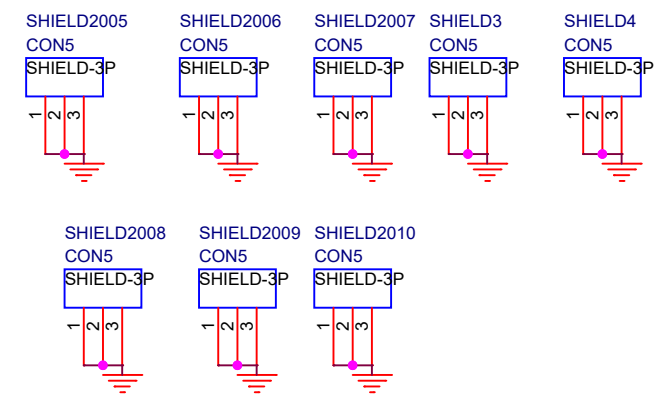 SHIELD2005 SHIELD2006 SHIELD2007 SHIELD3 SHIELD4
CON5 CON5 CON5 CON5 CON5
SHIELD-3P SHIELD-3P SHIELD-3P SHIELD-3P SHIELD-3P
1 2 3 1 2 3 1 2 3 1 2 3 1 2 3
SHIELD2008 SHIELD2009 SHIELD2010
CON5 CON5 CON5
SHIELD-3P SHIELD-3P SHIELD-3P
1 2 3 1 2 3 1 2 3